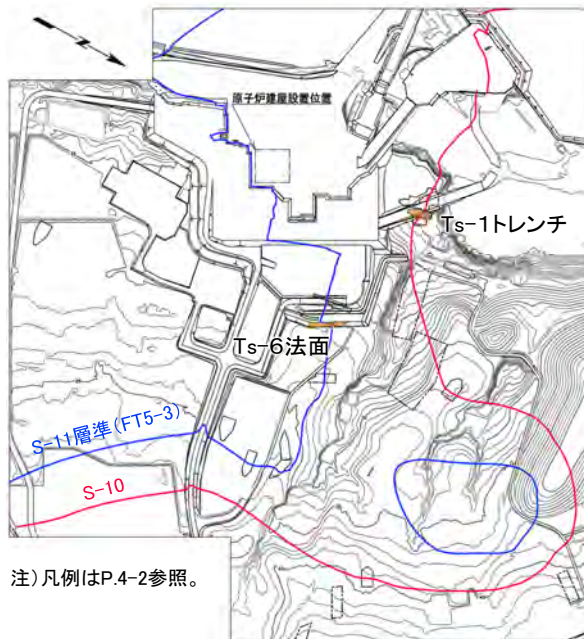 N
原子炉建屋設置位置
Ts-1トレンチ
Ts-6法面
S-11層準(FT5-3)
S-10
注)凡例はP.4-2参照。